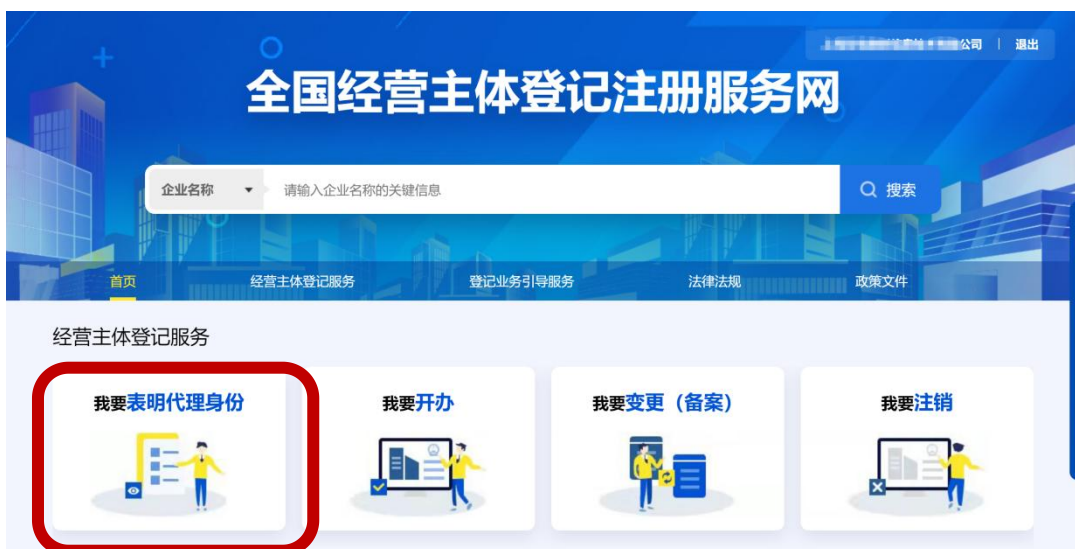 公司 | 退出
全国经营主体登记注册服务网
企业名称 请输入企业名称的关键信息 搜索
首页 经营主体登记服务 登记业务引导服务 法律法规 政策文件
经营主体登记服务
我要表明代理身份 我要开办 我要变更（备案） 我要注销